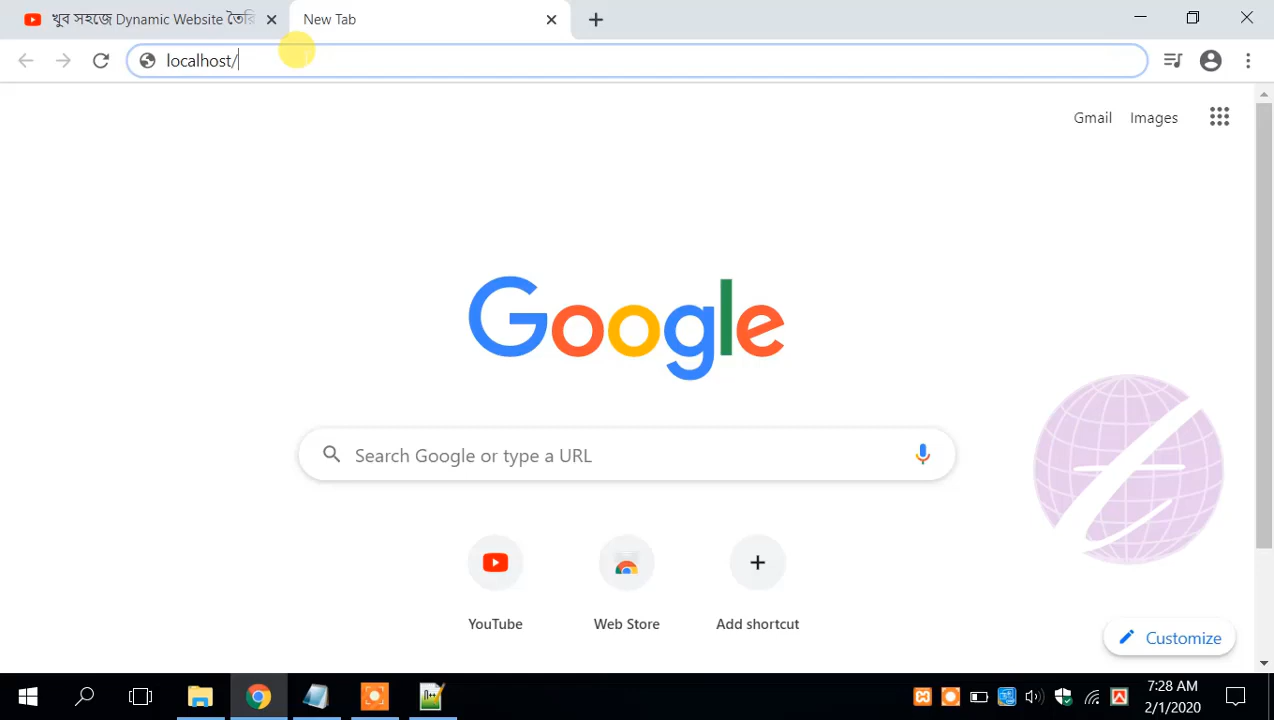 খুব সহজে Dynamic Website তৈরি
New Tab
localhost/
Gmail
Images
Google
Search Google or type a URL
YouTube
Web Store
Add shortcut
Customize
7:28 AM
2/1/2020